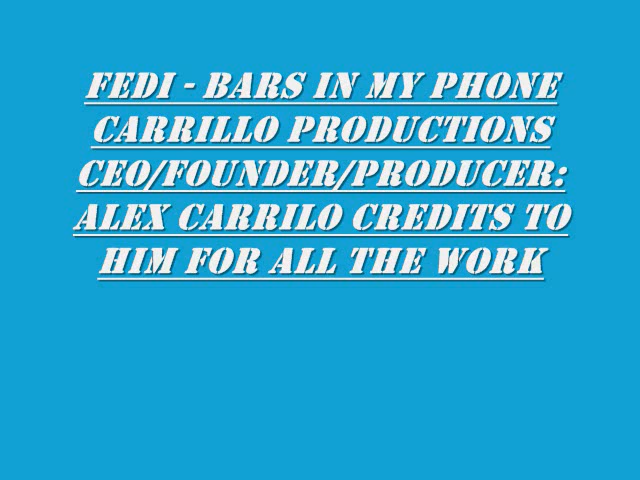 FEDI - BARS IN MY PHONE
CARRILLO PRODUCTIONS
CEO/FOUNDER/PRODUCER:
ALEX CARRILO CREDITS TO
HIM FOR ALL THE WORK